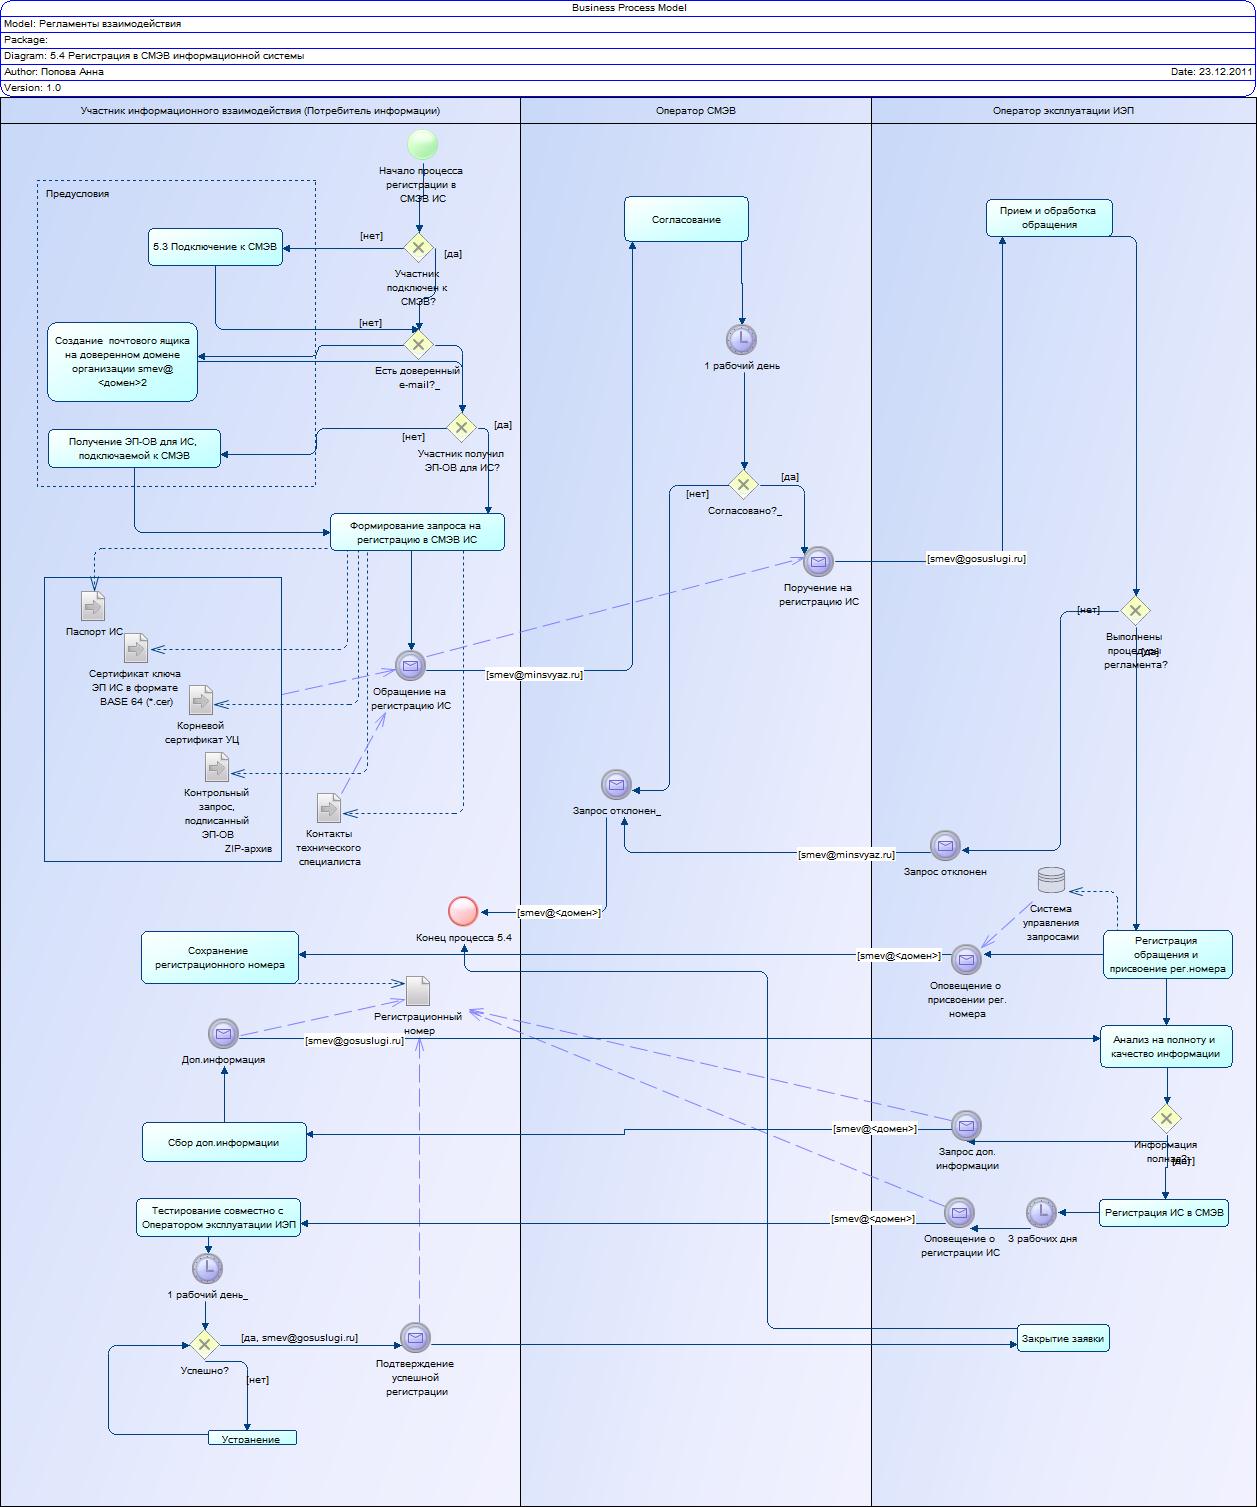 Business Process Model
Model: Регламенты взаимодействия
Package:
Diagram: 5.4 Регистрация в СМЭВ информационной системы
Author: Попова Анна
Date: 23.12.2011
Version: 1.0
Участник информационного взаимодействия (Потребитель информации)
Оператор СМЭВ
Оператор эксплуатации ИЭП
Начало процесса
регистрации в
СМЭВ ИС
Предусловия
5.3 Подключение к СМЭВ
[нет]
[да]
Участник
подключен к
СМЭВ?
[нет]
Создание почтового ящика
на доверенном домене
организации smev@
<домен>2
Есть доверенный
e-mail?_
[да]
[нет]
Получение ЭП-ОВ для ИС,
подключаемой к СМЭВ
Участник получил
ЭП-ОВ для ИС?
Формирование запроса на
регистрацию в СМЭВ ИС
Паспорт ИС
Сертификат ключа
ЭП ИС в формате
BASE 64 (*.cer)
Корневой
сертификат УЦ
Контрольный
запрос,
подписанный
ЭП-ОВ
ZIP-архив
Контакты
технического
специалиста
Обращение на
регистрацию ИС
[smev@minsvyaz.ru]
Согласование
1 рабочий день
[да]
[нет]
Согласовано?_
Поручение на
регистрацию ИС
[smev@gosuslugi.ru]
Прием и обработка
обращения
[нет]
Выполнены
процедуры
регламента?
[да]
Запрос отклонен_
[smev@minsvyaz.ru]
Запрос отклонен
[smev@<домен>]
Конец процесса 5.4
Система
управления
запросами
Регистрация
обращения и
присвоение рег.номера
[smev@<домен>]
Оповещение о
присвоении рег.
номера
Сохранение
регистрационного номера
Регистрационный
номер
[smev@gosuslugi.ru]
Доп.информация
Анализ на полноту и
качество информации
Информация
полная?_
[да]
Запрос доп.
информации
[smev@<домен>]
Сбор доп.информации
Регистрация ИС в СМЭВ
3 рабочих дня
Оповещение о
регистрации ИС
[smev@<домен>]
Тестирование совместно с
Оператором эксплуатации ИЭП
1 рабочий день_
[да, smev@gosuslugi.ru]
Успешно?
[нет]
Подтверждение
успешной
регистрации
Закрытие заявки
Устранение